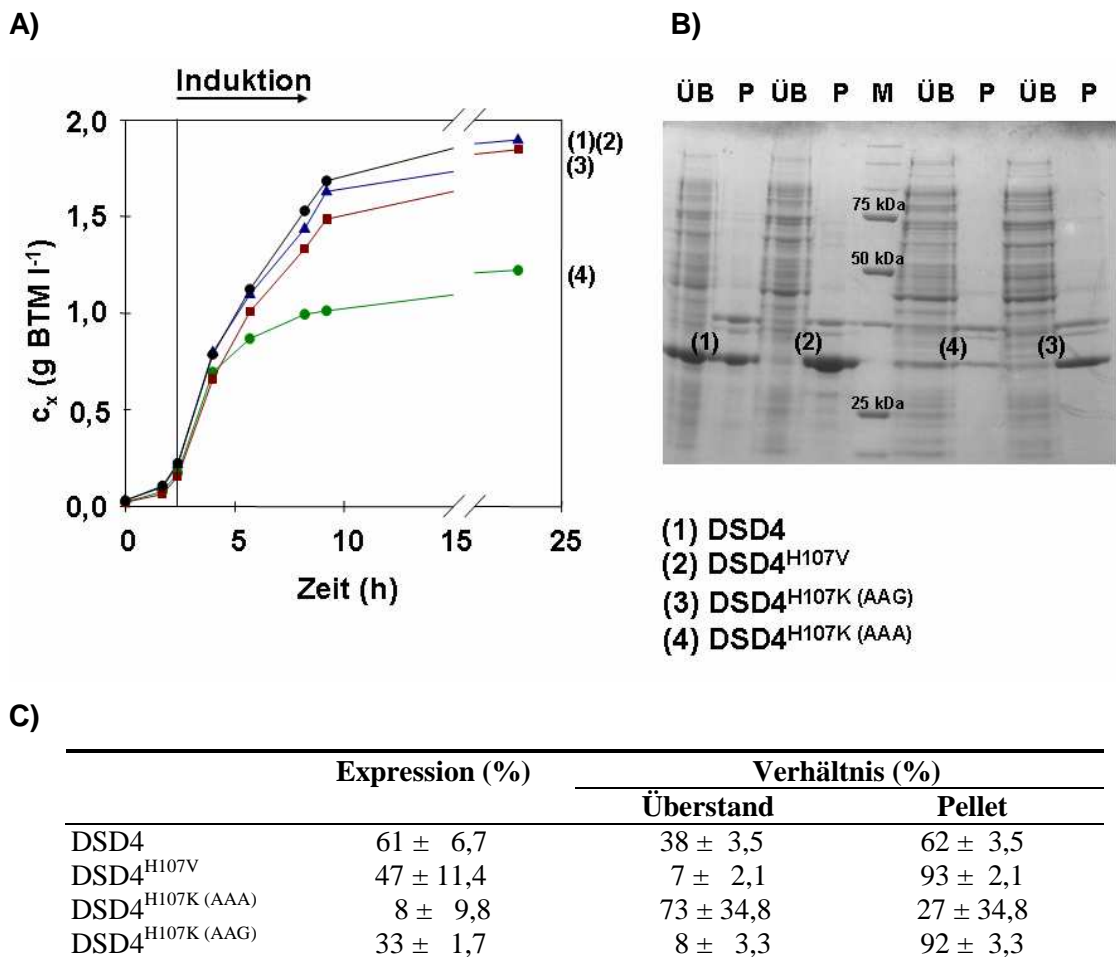 A)
Induktion
2,0
1,5
1,0
0,5
0,0
0 5 10 15 25
c_x (g BTM l⁻¹)
Zeit (h)
(1)(2)
(3)
(4)
B)
ÜB P ÜB P M ÜB P ÜB P
75 kDa
50 kDa
(1) (2) (4) (3)
25 kDa
(1) DSD4
(2) DSD4^H107V
(3) DSD4^H107K (AAG)
(4) DSD4^H107K (AAA)
C)
Expression (%) Verhältnis (%)
Überstand Pellet
DSD4 61 ± 6,7 38 ± 3,5 62 ± 3,5
DSD4^H107V 47 ± 11,4 7 ± 2,1 93 ± 2,1
DSD4^H107K (AAA) 8 ± 9,8 73 ± 34,8 27 ± 34,8
DSD4^H107K (AAG) 33 ± 1,7 8 ± 3,3 92 ± 3,3